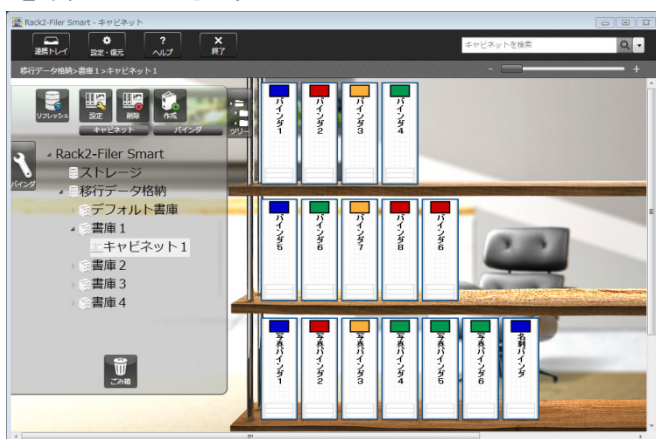 Rack2-Filer Smart - キャビネット
連携トレイ
設定・復元
ヘルプ
終了
キャビネットを検索
移行データ格納>書庫1>キャビネット1
リフレッシュ
設定
削除
作成
キャビネット
バインダ
ツリー
バインダ
Rack2-Filer Smart
ストレージ
移行データ格納
デフォルト書庫
書庫1
キャビネット1
書庫2
書庫3
書庫4
ごみ箱
バインダ1
バインダ2
バインダ3
バインダ4
バインダ5
バインダ6
バインダ7
バインダ8
バインダ6
写真バインダ1
写真バインダ2
写真バインダ3
写真バインダ4
写真バインダ5
写真バインダ6
名刺バインダ